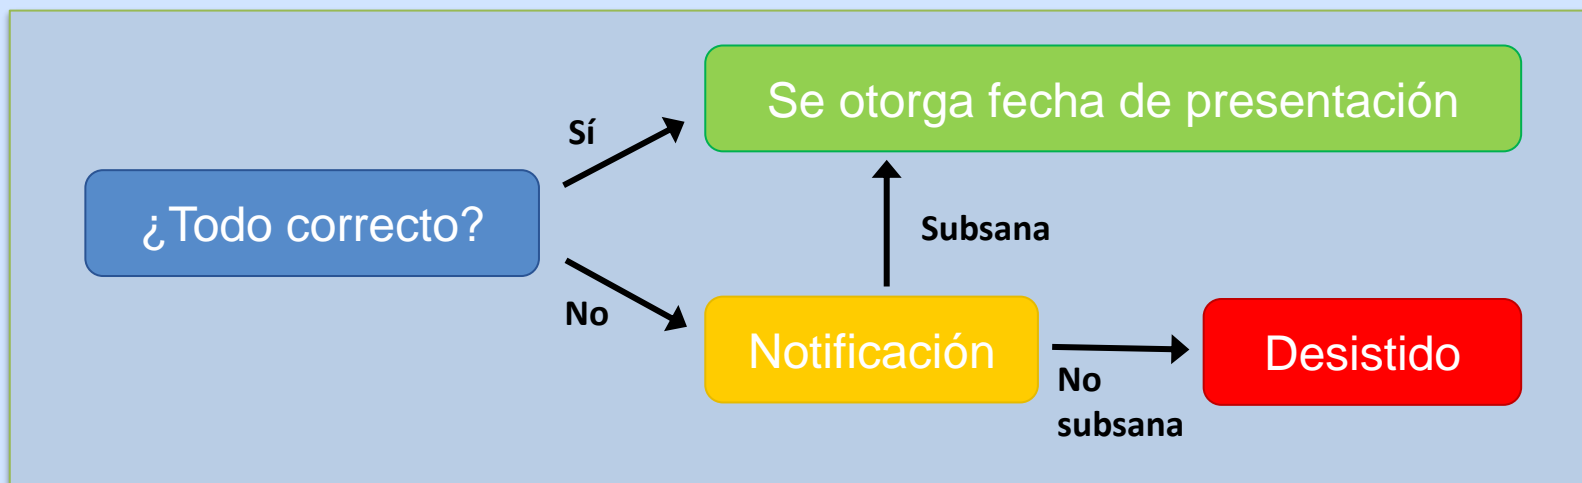 Se otorga fecha de presentación
Sí
¿Todo correcto?
Subsana
No
Notificación
Desistido
No
subsana